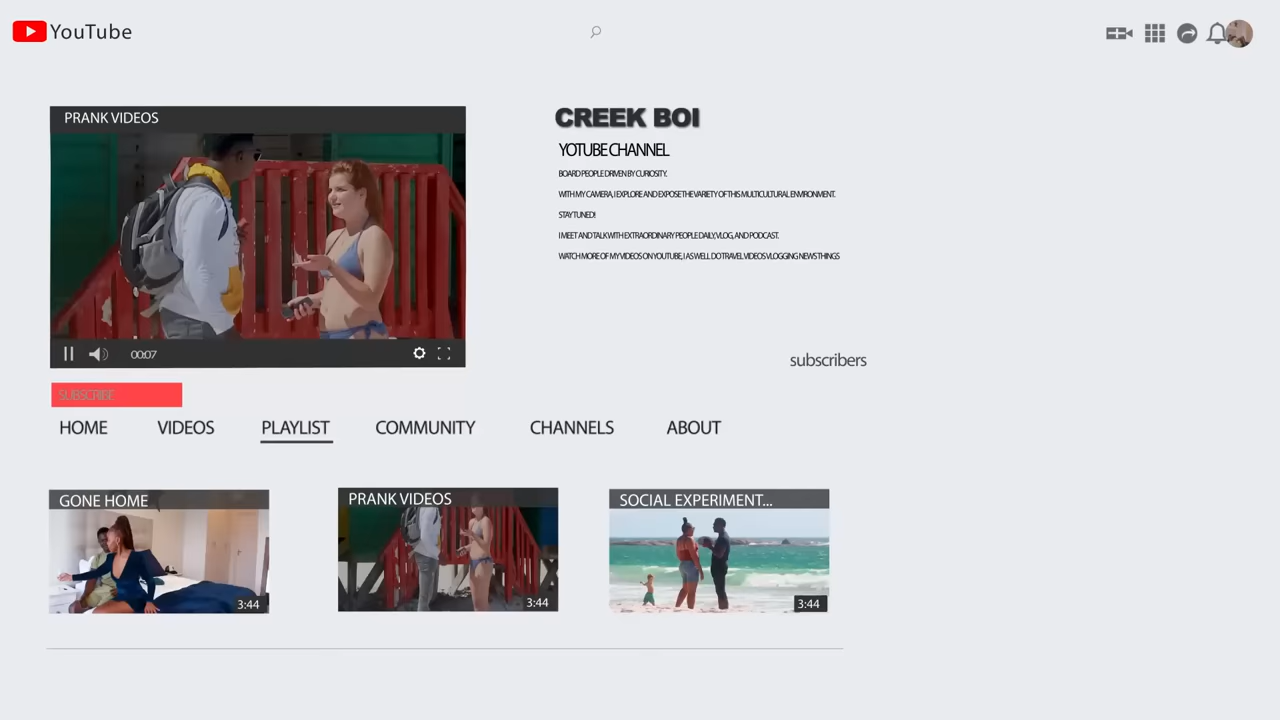 YouTube
PRANK VIDEOS
CREEK BOI
YOTUBE CHANNEL
BOARD PEOPLE DRIVEN BY CURIOSITY.
WITH MY CAMERA, I EXPLORE AND EXPOSE THE VARIETY OF THIS MULTICULTURAL ENVIRONMENT.
STAY TUNED!
I MEET AND TALK WITH EXTRAORDINARY PEOPLE DAILY, VLOG, AND PODCAST.
WATCH MORE OF MY VIDEOS ON YOUTUBE, I AS WELL DO TRAVEL VIDEOS VLOGGING NEWS THINGS
00:07
subscribers
SUBSCRIBE
HOME VIDEOS PLAYLIST COMMUNITY CHANNELS ABOUT
GONE HOME
3:44
PRANK VIDEOS
3:44
SOCIAL EXPERIMENT...
3:44